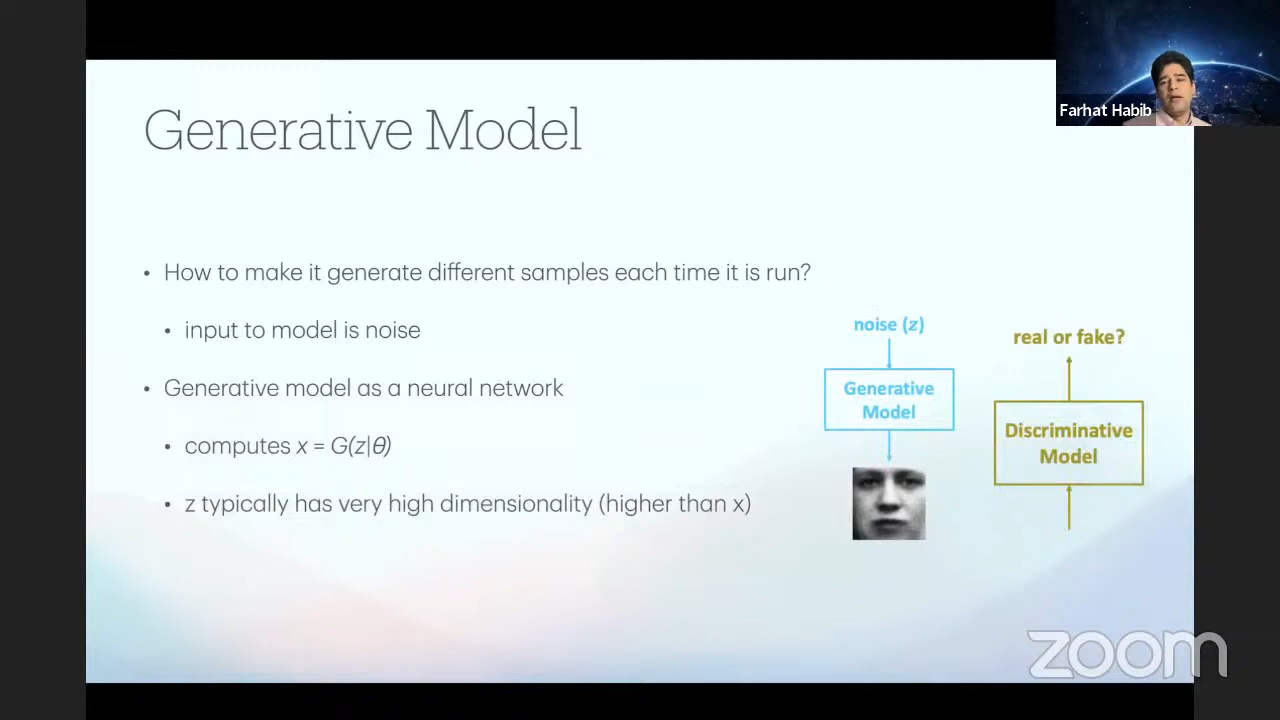 Farhat Habib
Generative Model
• How to make it generate different samples each time it is run?
• input to model is noise
• Generative model as a neural network
• computes x = G(z|θ)
• z typically has very high dimensionality (higher than x)
noise (z)
Generative
Model
real or fake?
Discriminative
Model
zoom